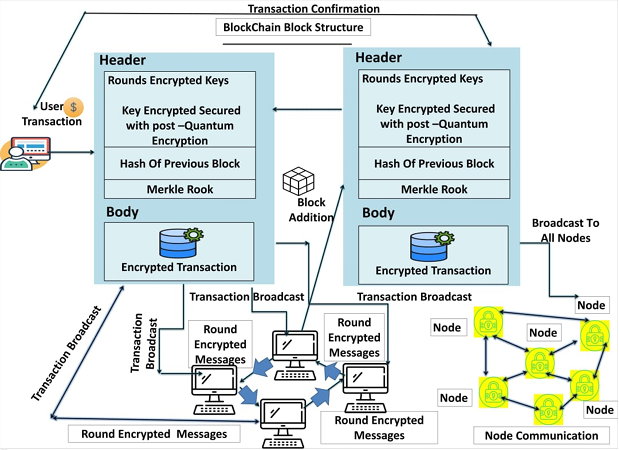 Transaction Confirmation
BlockChain Block Structure
Header
Rounds Encrypted Keys
Key Encrypted Secured
with post –Quantum
Encryption
Hash Of Previous Block
Merkle Rook
Body
Encrypted Transaction
Header
Rounds Encrypted Keys
Key Encrypted Secured
with post –Quantum
Encryption
Hash Of Previous Block
Merkle Rook
Body
Encrypted Transaction
User
$
Transaction
Block
Addition
Broadcast To
All Nodes
Transaction Broadcast
Transaction Broadcast
Transaction
Broadcast
Transaction Broadcast
Round
Encrypted
Messages
Round
Encrypted
Messages
Round Encrypted Messages
Round Encrypted
Messages
Node
Node
Node
Node
Node
Node Communication